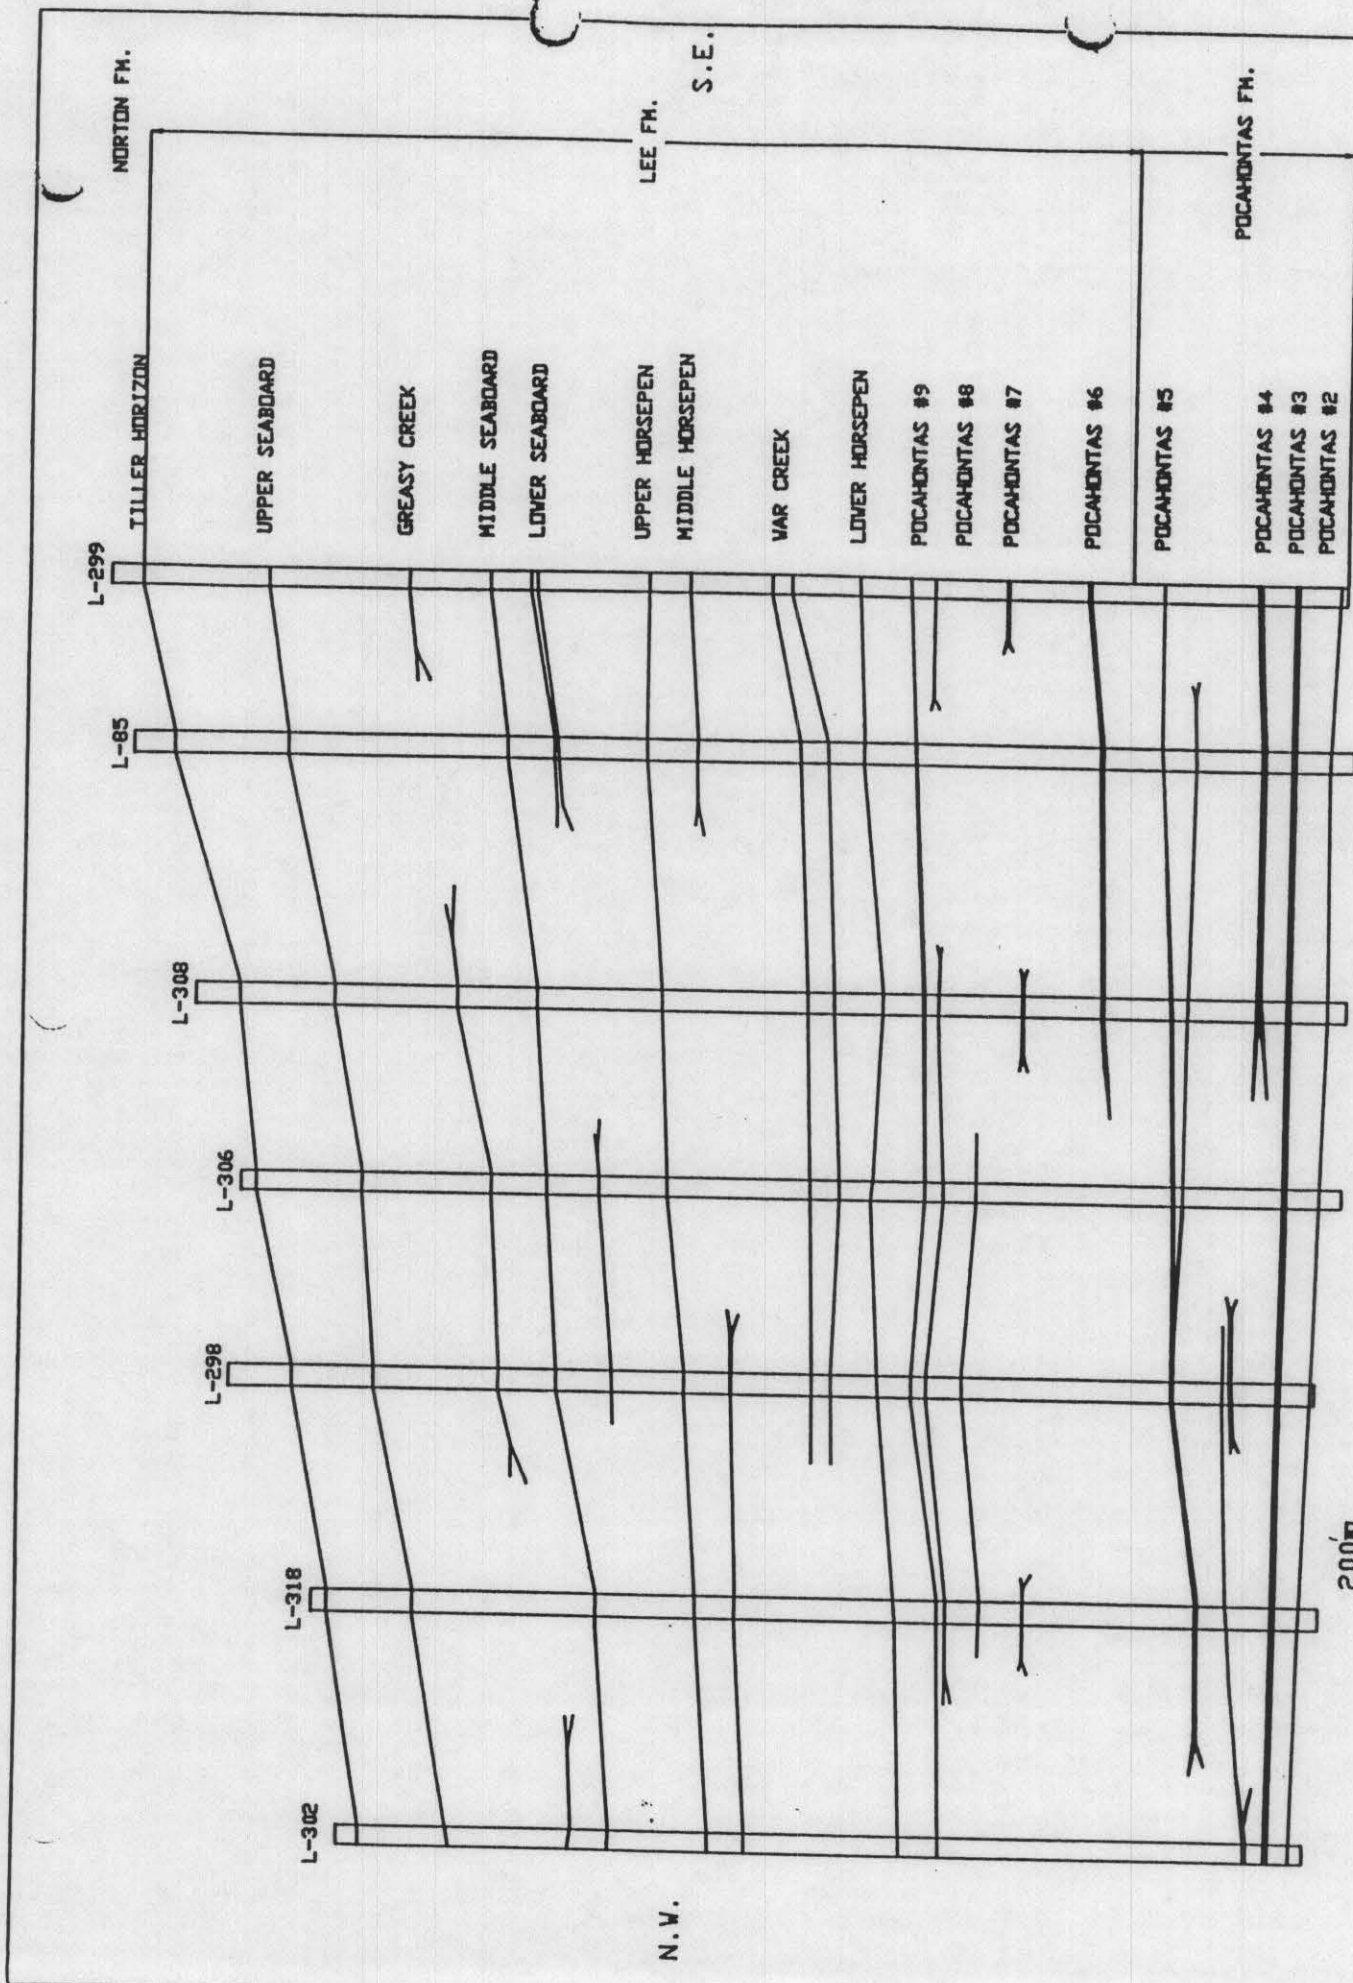 NORTON FM.
LEE FM.
S.E.
POCAHONTAS FM.
TILLER HORIZON
UPPER SEABOARD
GREASY CREEK
MIDDLE SEABOARD
LOWER SEABOARD
UPPER HORSEPEN
MIDDLE HORSEPEN
WAR CREEK
LOWER HORSEPEN
POCAHONTAS #9
POCAHONTAS #8
POCAHONTAS #7
POCAHONTAS #6
POCAHONTAS #5
POCAHONTAS #4
POCAHONTAS #3
POCAHONTAS #2
L-299
L-85
L-308
L-306
L-298
L-318
L-302
N.W.
200'